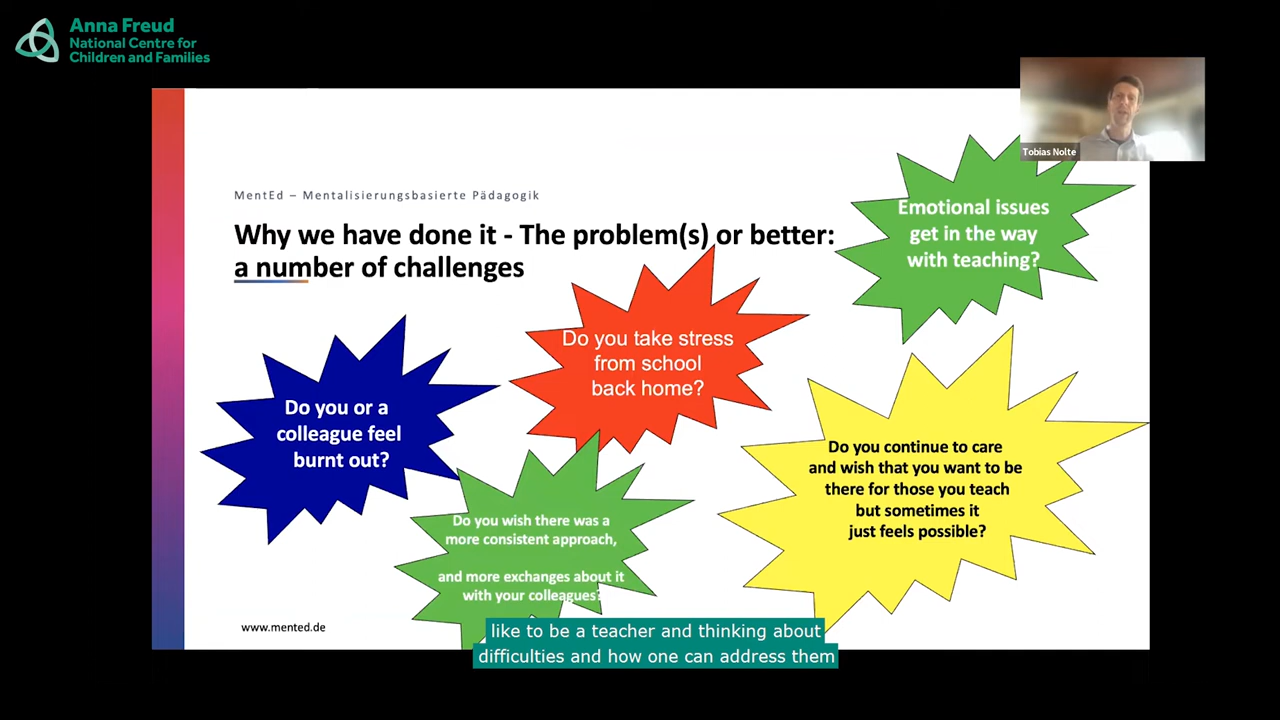 Anna Freud
National Centre for
Children and Families
Tobias Nolte
MentEd – Mentalisierungsbasierte Pädagogik
Why we have done it - The problem(s) or better:
a number of challenges
Emotional issues
get in the way
with teaching?
Do you take stress
from school
back home?
Do you or a
colleague feel
burnt out?
Do you continue to care
and wish that you want to be
there for those you teach
but sometimes it
just feels possible?
Do you wish there was a
more consistent approach,
and more exchanges about it
with your colleagues?
www.mented.de
like to be a teacher and thinking about
difficulties and how one can address them